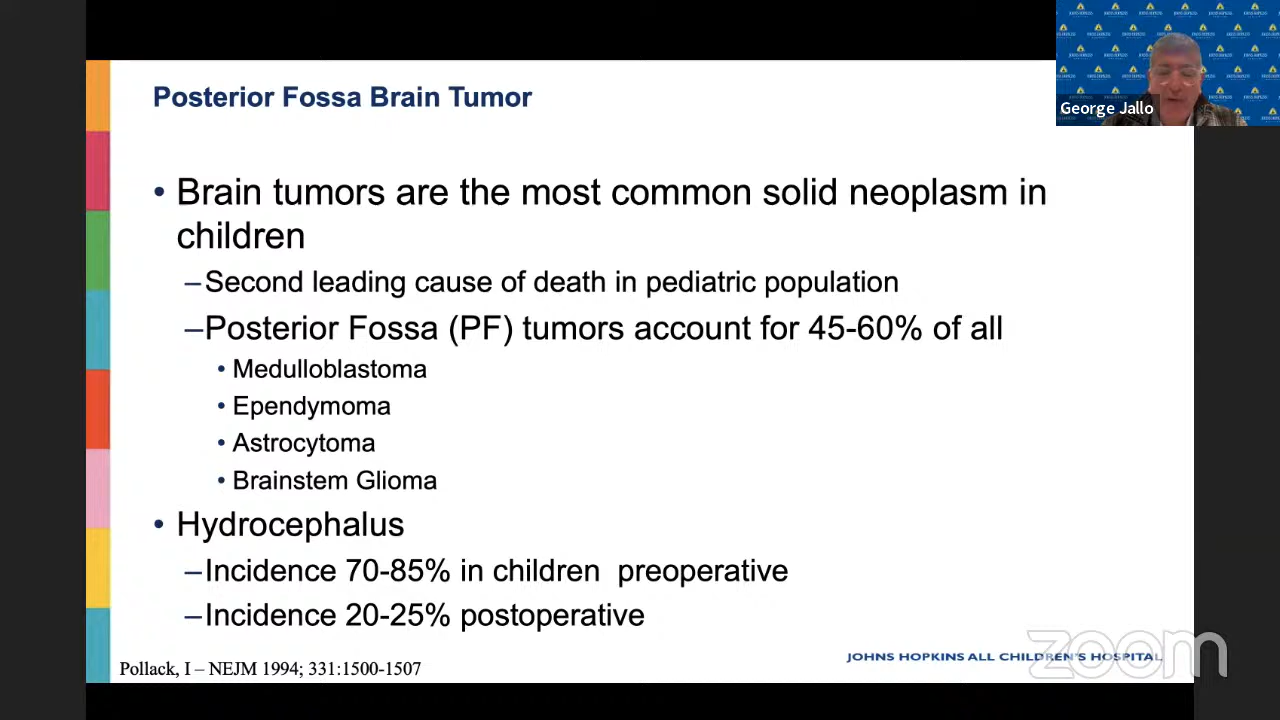 Posterior Fossa Brain Tumor
George Jallo
• Brain tumors are the most common solid neoplasm in
children
–Second leading cause of death in pediatric population
–Posterior Fossa (PF) tumors account for 45-60% of all
• Medulloblastoma
• Ependymoma
• Astrocytoma
• Brainstem Glioma
• Hydrocephalus
–Incidence 70-85% in children preoperative
–Incidence 20-25% postoperative
Pollack, I – NEJM 1994; 331:1500-1507
JOHNS HOPKINS ALL CHILDREN'S HOSPITAL
zoom